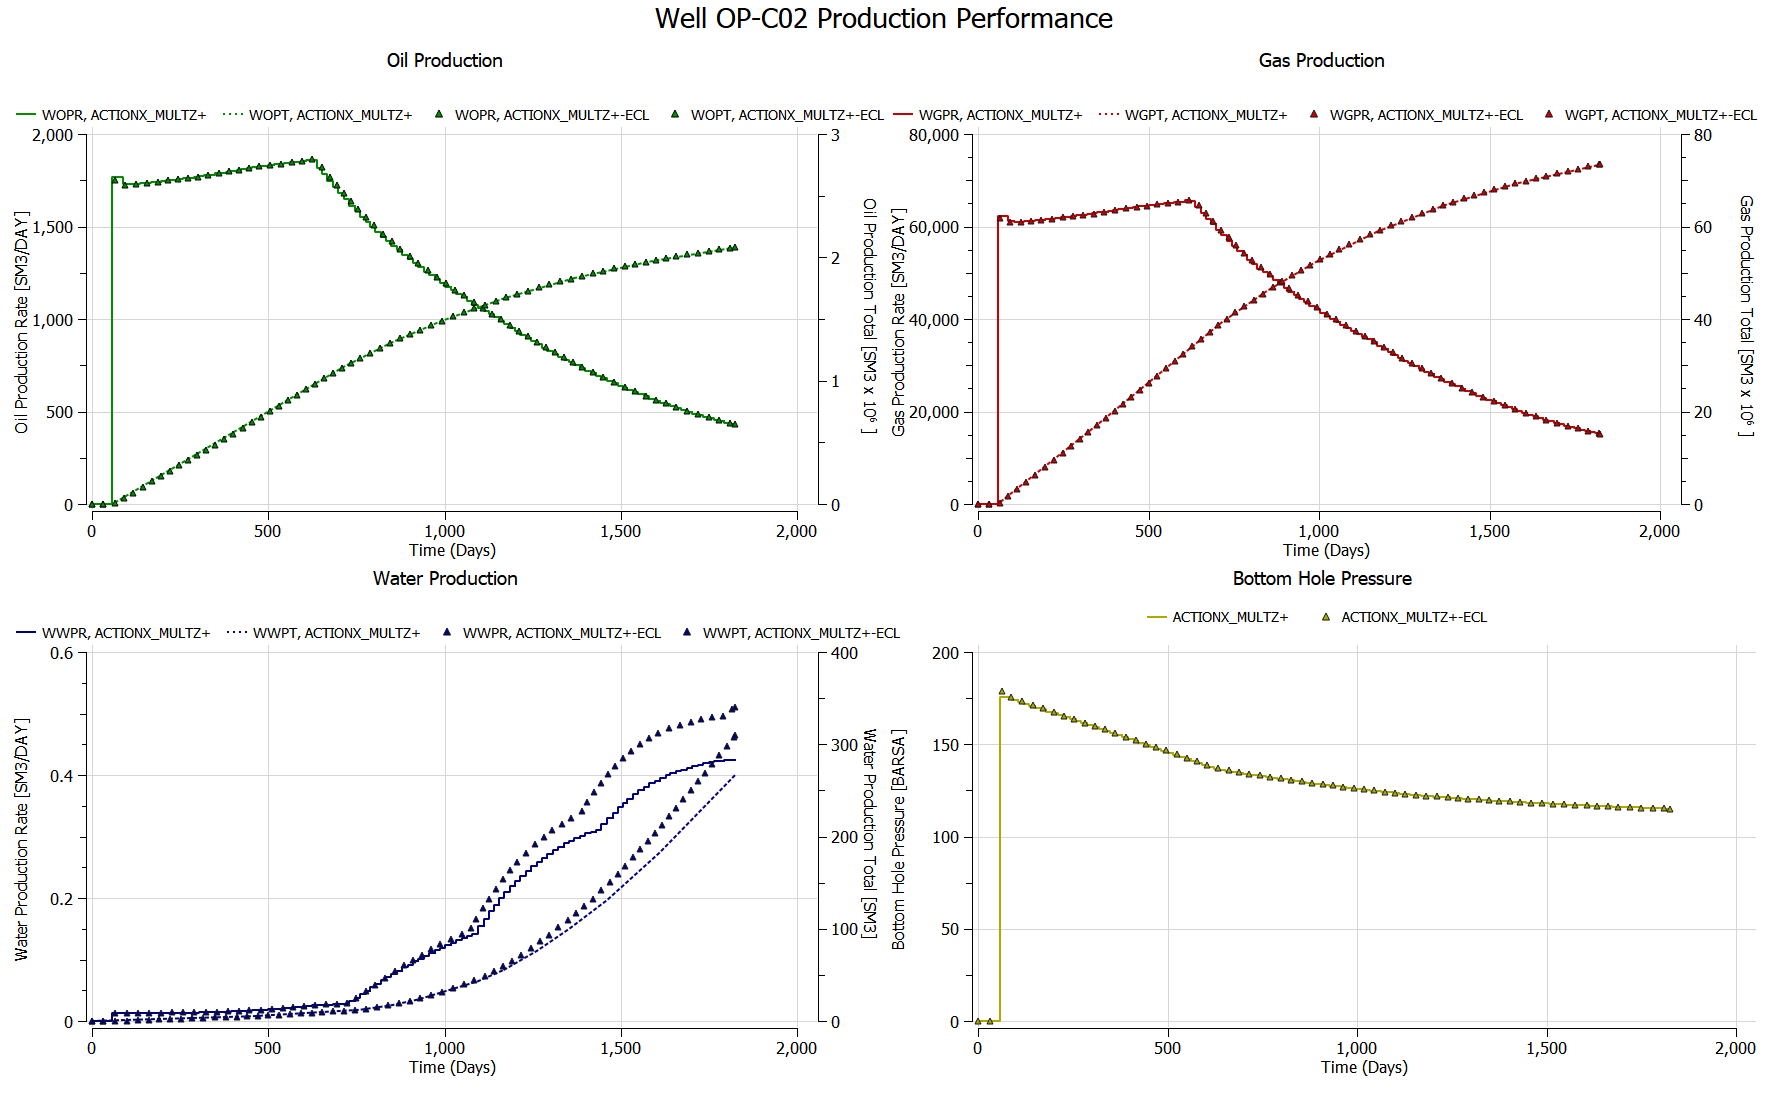 Well OP-C02 Production Performance
Oil Production
WOPR, ACTIONX_MULTZ+
WOPT, ACTIONX_MULTZ+
WOPR, ACTIONX_MULTZ+-ECL
WOPT, ACTIONX_MULTZ+-ECL
2,000
1,500
1,000
500
0
Oil Production Rate [SM3/DAY]
3
2
1
0
Oil Production Total [SM3 x 10⁶ ]
0
500
1,000
1,500
2,000
Time (Days)
Gas Production
WGPR, ACTIONX_MULTZ+
WGPT, ACTIONX_MULTZ+
WGPR, ACTIONX_MULTZ+-ECL
WGPT, ACTIONX_MULTZ+-ECL
80,000
60,000
40,000
20,000
0
Gas Production Rate [SM3/DAY]
80
60
40
20
0
Gas Production Total [SM3 x 10⁶ ]
0
500
1,000
1,500
2,000
Time (Days)
Water Production
WWPR, ACTIONX_MULTZ+
WWPT, ACTIONX_MULTZ+
WWPR, ACTIONX_MULTZ+-ECL
WWPT, ACTIONX_MULTZ+-ECL
0.6
0.4
0.2
0
Water Production Rate [SM3/DAY]
400
300
200
100
0
Water Production Total [SM3]
0
500
1,000
1,500
2,000
Time (Days)
Bottom Hole Pressure
ACTIONX_MULTZ+
ACTIONX_MULTZ+-ECL
200
150
100
50
0
Bottom Hole Pressure [BARSA]
0
500
1,000
1,500
2,000
Time (Days)